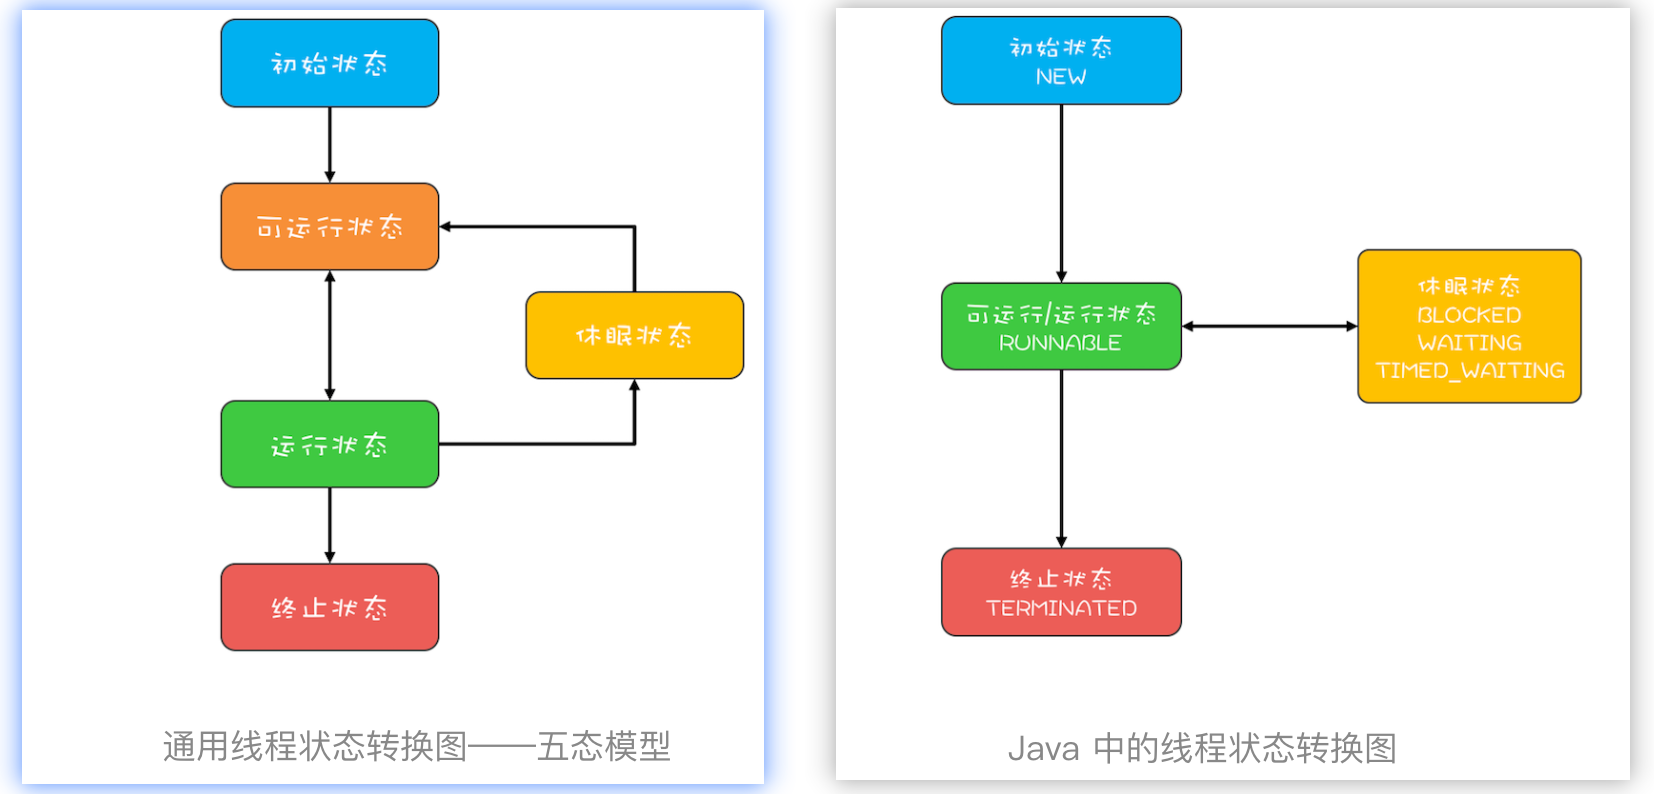 初始状态
可运行状态
休眠状态
运行状态
终止状态
通用线程状态转换图——五态模型
初始状态
NEW
可运行/运行状态
RUNNABLE
休眠状态
BLOCKED
WAITING
TIMED_WAITING
终止状态
TERMINATED
Java 中的线程状态转换图